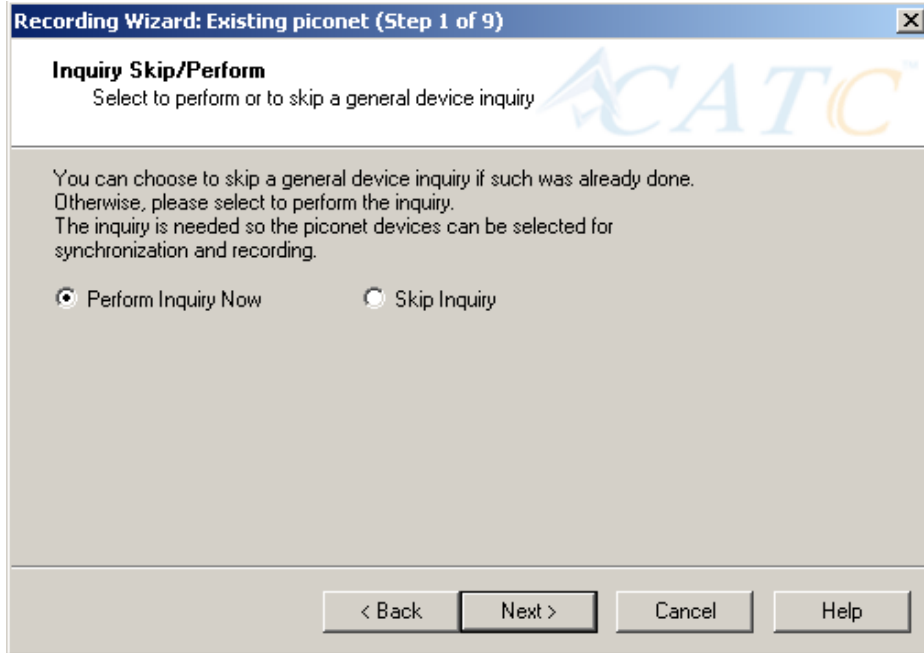 Recording Wizard: Existing piconet (Step 1 of 9)
Inquiry Skip/Perform
Select to perform or to skip a general device inquiry
CATC™
You can choose to skip a general device inquiry if such was already done.
Otherwise, please select to perform the inquiry.
The inquiry is needed so the piconet devices can be selected for
synchronization and recording.
Perform Inquiry Now Skip Inquiry
< Back Next > Cancel Help